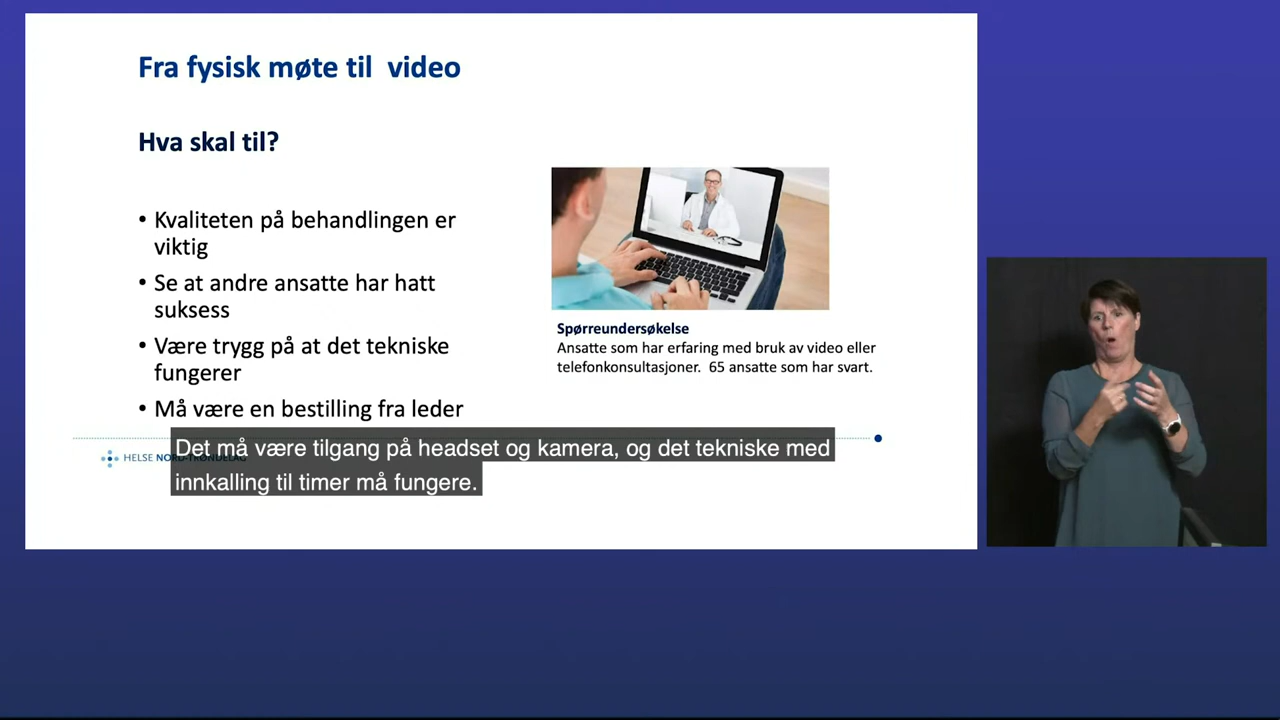 Fra fysisk møte til video
Hva skal til?
• Kvaliteten på behandlingen er
viktig
• Se at andre ansatte har hatt
suksess
• Være trygg på at det tekniske
fungerer
• Må være en bestilling fra leder
Spørreundersøkelse
Ansatte som har erfaring med bruk av video eller
telefonkonsultasjoner. 65 ansatte som har svart.
HELSE NORD-TRØNDELAG
Det må være tilgang på headset og kamera, og det tekniske med
innkalling til timer må fungere.